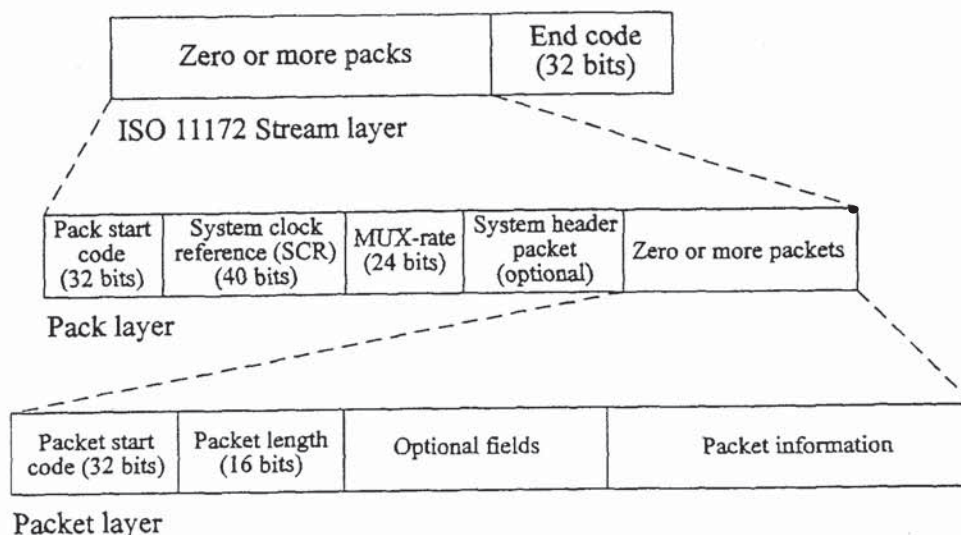 Zero or more packs
End code
(32 bits)
ISO 11172 Stream layer
Pack start
code
(32 bits)
System clock
reference (SCR)
(40 bits)
MUX-rate
(24 bits)
System header
packet
(optional)
Zero or more packets
Pack layer
Packet start
code (32 bits)
Packet length
(16 bits)
Optional fields
Packet information
Packet layer